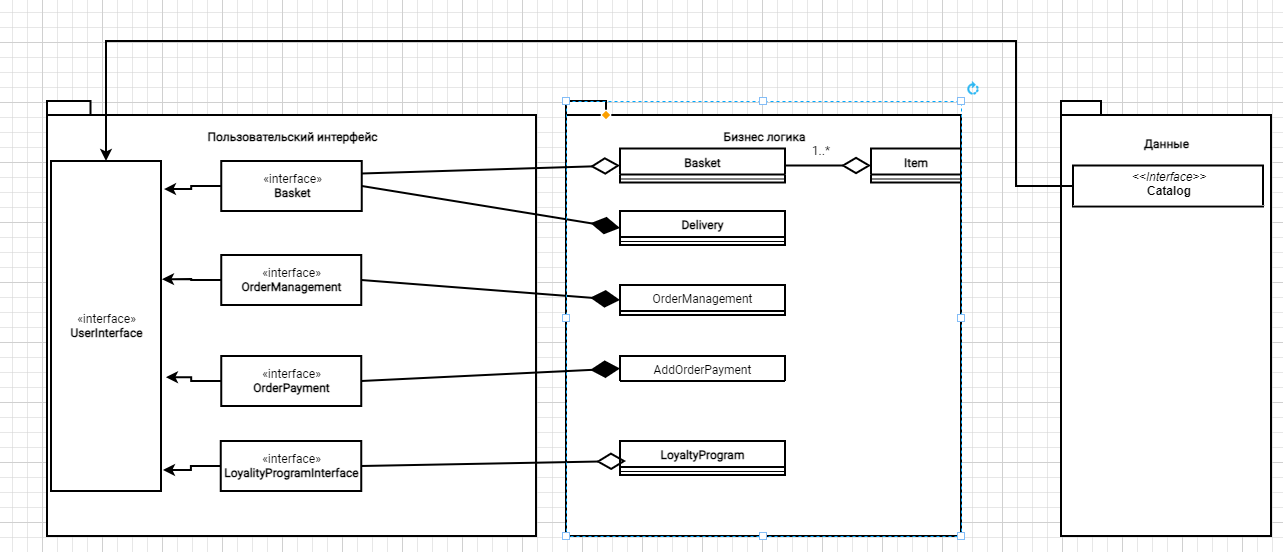 Пользовательский интерфейс
«interface»
UserInterface
«interface»
Basket
«interface»
OrderManagement
«interface»
OrderPayment
«interface»
LoyalityProgramInterface
Бизнес логика
Basket
1..*
Item
Delivery
OrderManagement
AddOrderPayment
LoyaltyProgram
Данные
<<Interface>>
Catalog